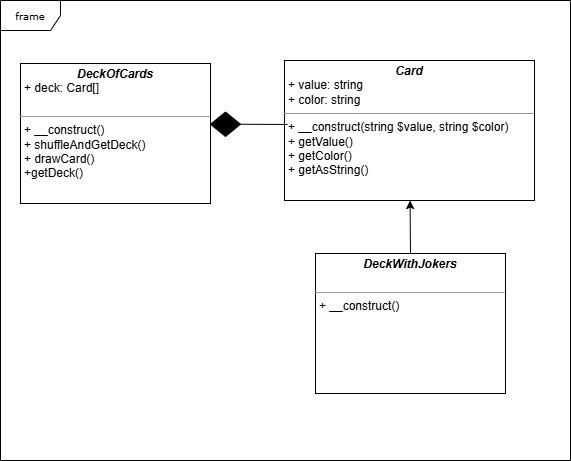 frame
DeckOfCards
+ deck: Card[]
+ __construct()
+ shuffleAndGetDeck()
+ drawCard()
+getDeck()
Card
+ value: string
+ color: string
+ __construct(string $value, string $color)
+ getValue()
+ getColor()
+ getAsString()
DeckWithJokers
+ __construct()